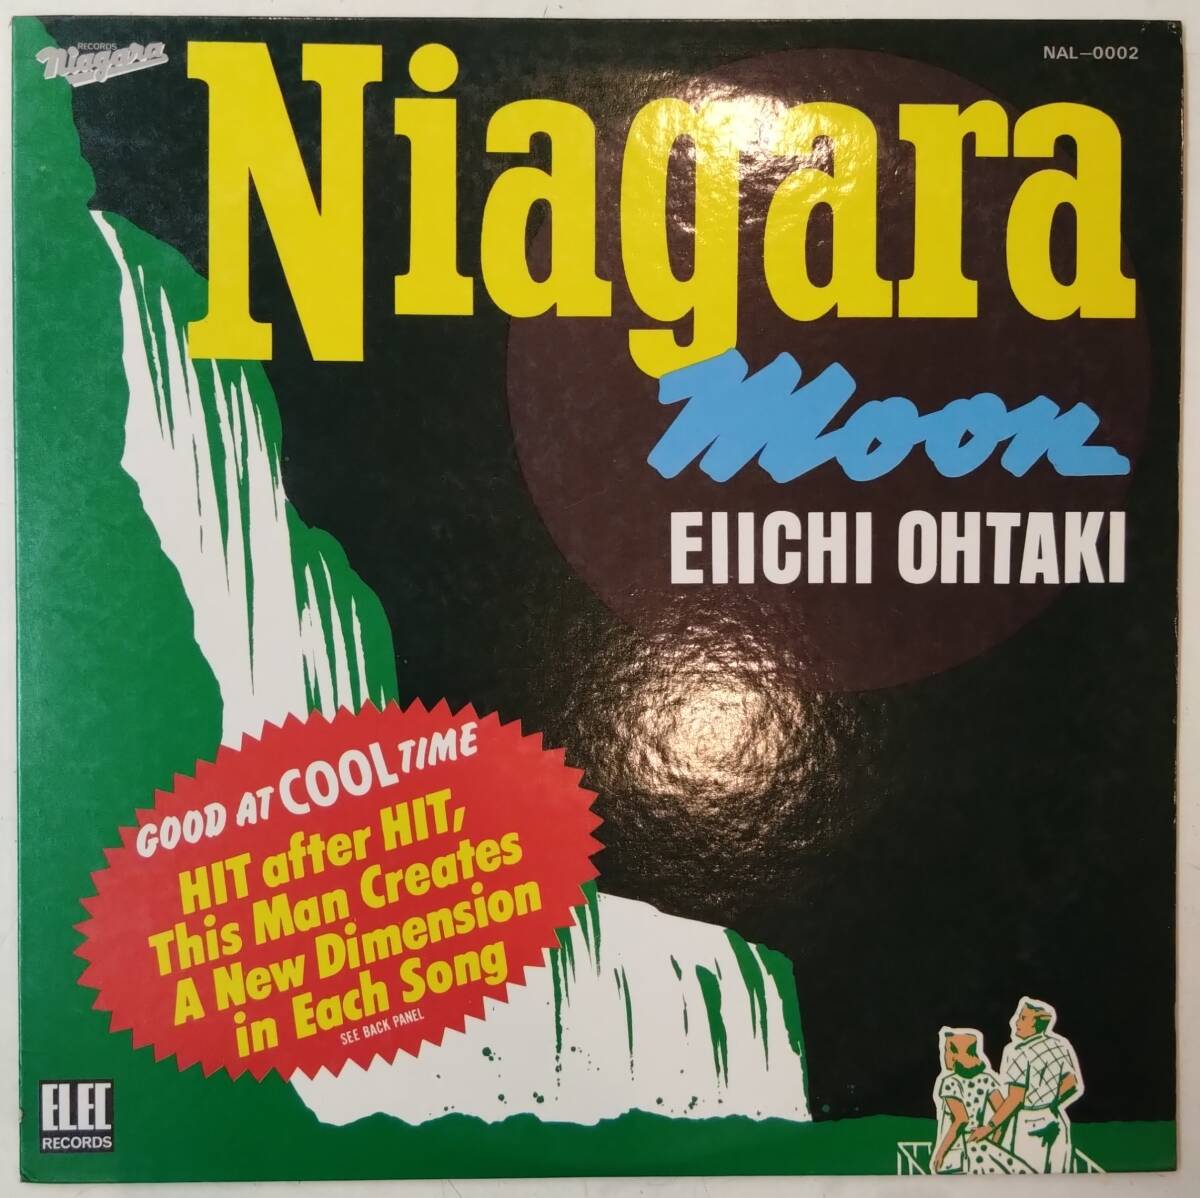 RECORDS
Niagara
NAL-0002
Niagara
Moon
EIICHI OHTAKI
GOOD AT COOL TIME
HIT after HIT,
This Man Creates
A New Dimension
in Each Song
SEE BACK PANEL
ELEC
RECORDS